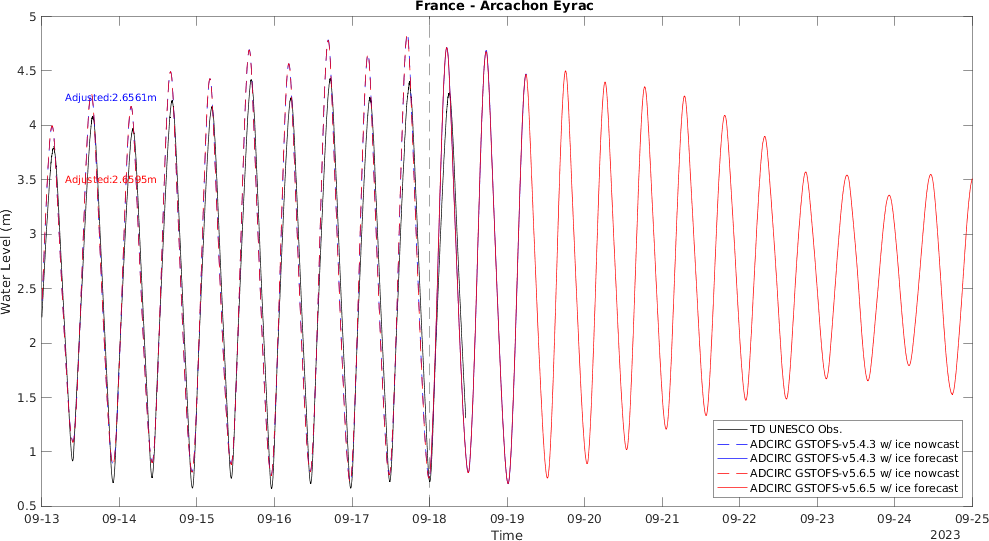 France - Arcachon Eyrac
Water Level (m)
5
4.5
4
3.5
3
2.5
2
1.5
1
0.5
Adjusted:2.6561m
Adjusted:2.6595m
TD UNESCO Obs.
ADCIRC GSTOFS-v5.4.3 w/ ice nowcast
ADCIRC GSTOFS-v5.4.3 w/ ice forecast
ADCIRC GSTOFS-v5.6.5 w/ ice nowcast
ADCIRC GSTOFS-v5.6.5 w/ ice forecast
09-13 09-14 09-15 09-16 09-17 09-18 09-19 09-20 09-21 09-22 09-23 09-24 09-25
Time
2023